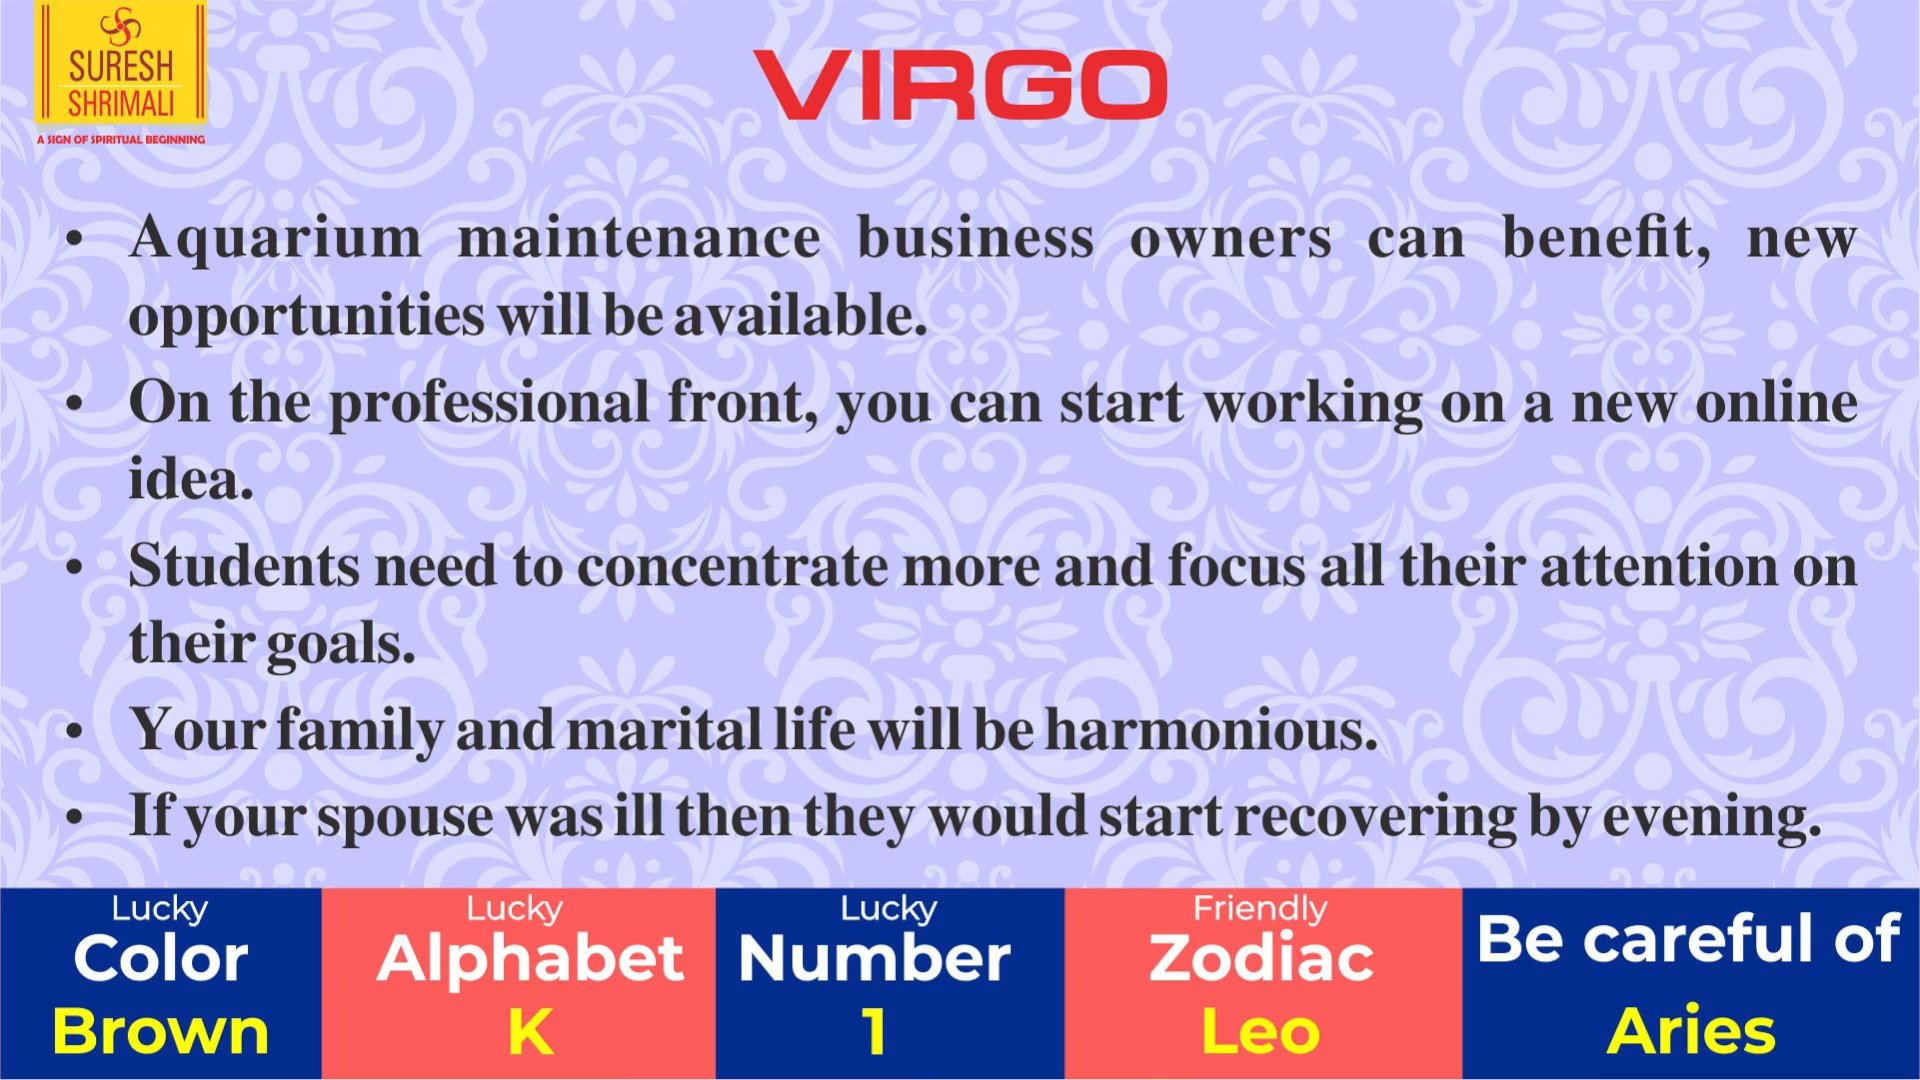 SURESH
SHRIMALI
A SIGN OF SPIRITUAL BEGINNING
VIRGO
• Aquarium maintenance business owners can benefit, new
opportunities will be available.
• On the professional front, you can start working on a new online
idea.
• Students need to concentrate more and focus all their attention on
their goals.
• Your family and marital life will be harmonious.
• If your spouse was ill then they would start recovering by evening.
Lucky
Color
Brown
Lucky
Alphabet
K
Lucky
Number
1
Friendly
Zodiac
Leo
Be careful of
Aries